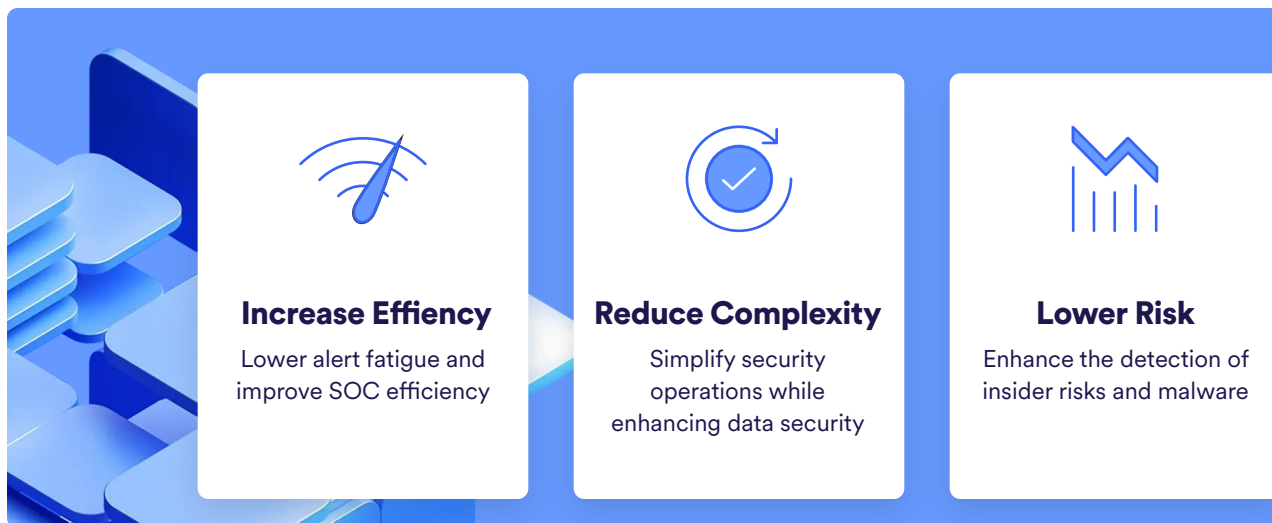 Increase Effiency
Lower alert fatigue and
improve SOC efficiency
Reduce Complexity
Simplify security
operations while
enhancing data security
Lower Risk
Enhance the detection of
insider risks and malware